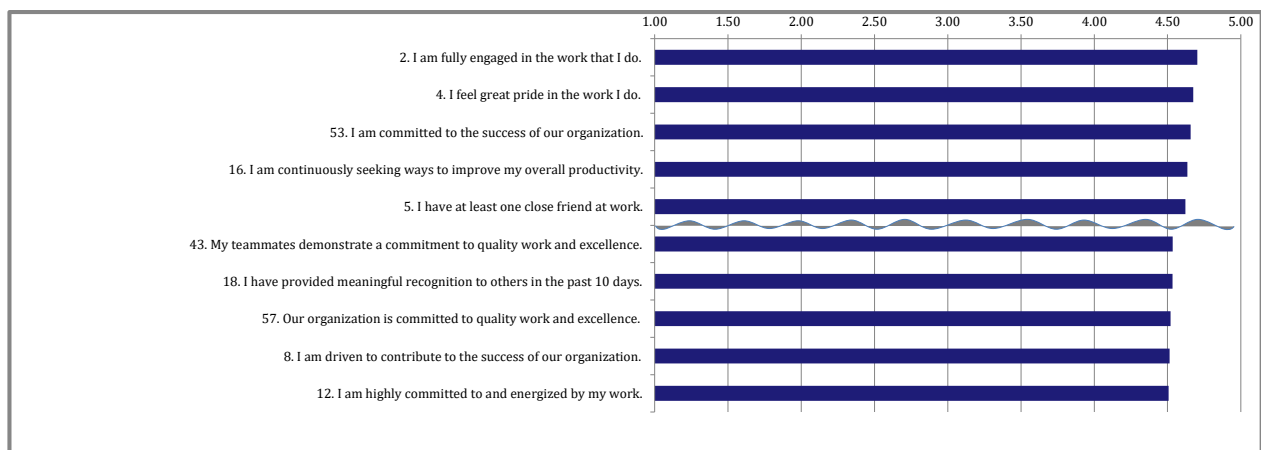 1.00 1.50 2.00 2.50 3.00 3.50 4.00 4.50 5.00
2. I am fully engaged in the work that I do.
4. I feel great pride in the work I do.
53. I am committed to the success of our organization.
16. I am continuously seeking ways to improve my overall productivity.
5. I have at least one close friend at work.
43. My teammates demonstrate a commitment to quality work and excellence.
18. I have provided meaningful recognition to others in the past 10 days.
57. Our organization is committed to quality work and excellence.
8. I am driven to contribute to the success of our organization.
12. I am highly committed to and energized by my work.